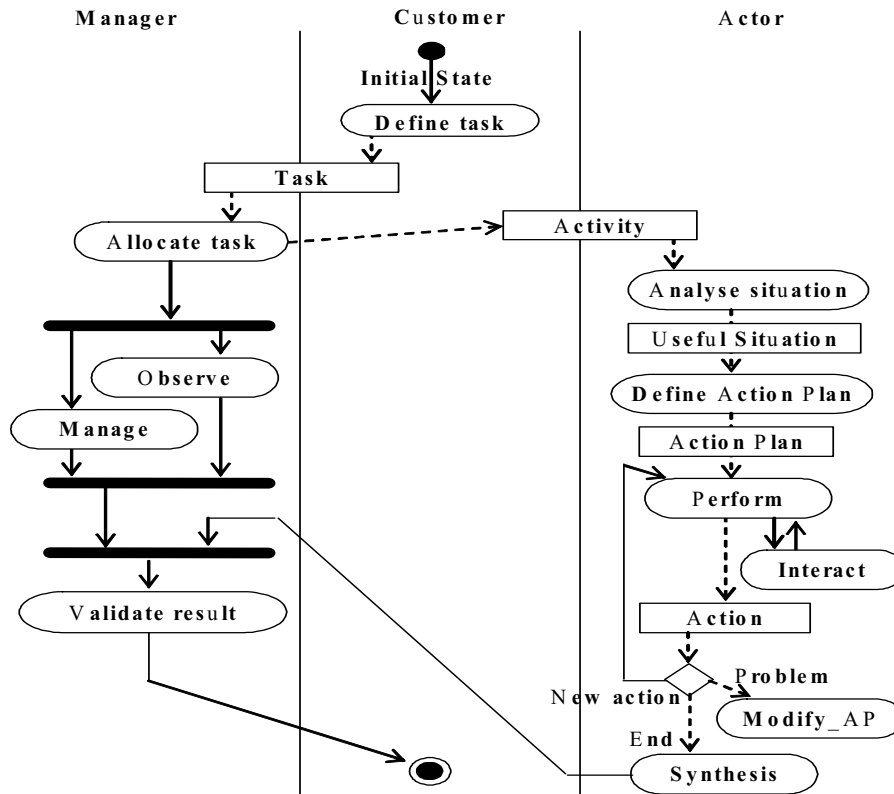 Manager
Customer
Actor
Initial State
Define task
Task
Allocate task
Activity
Analyse situation
Useful Situation
Observe
Define Action Plan
Manage
Action Plan
Perform
Interact
Validate result
Action
Problem
New action
Modify_AP
End
Synthesis